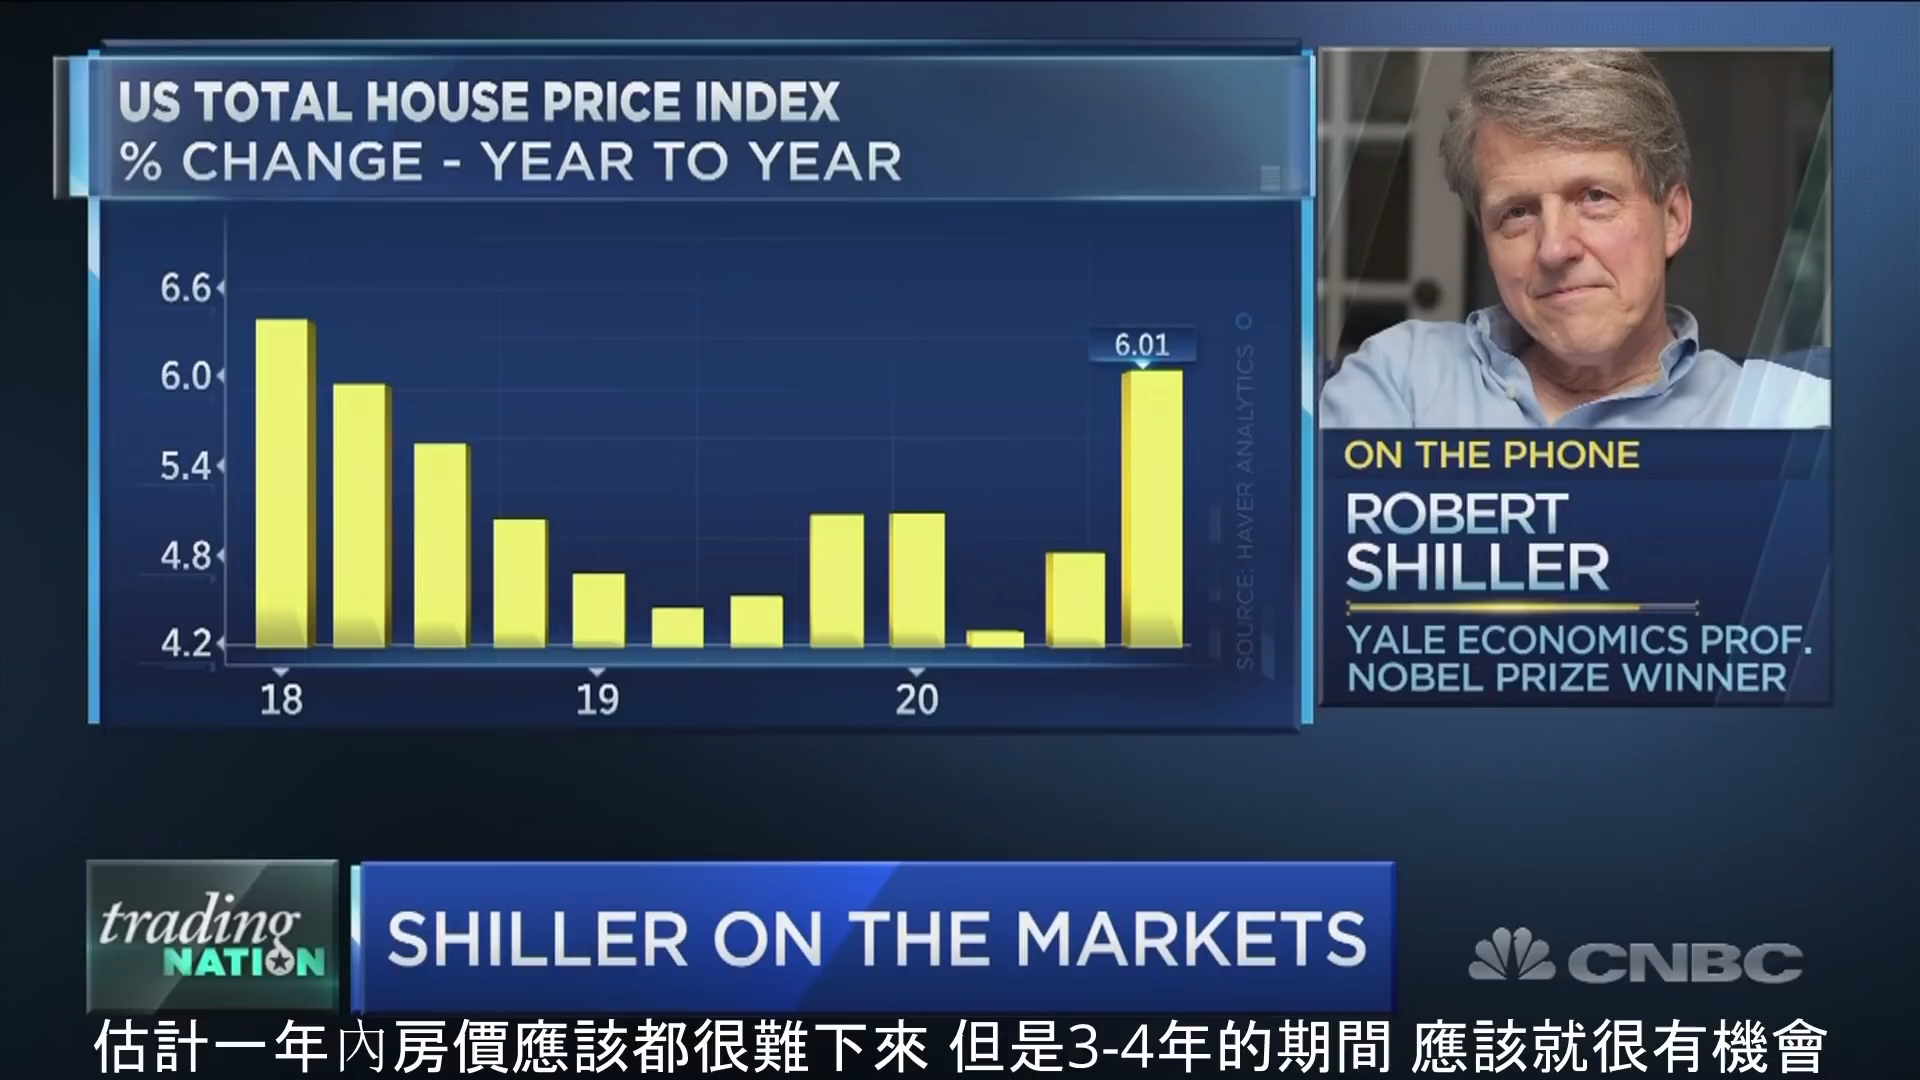 US TOTAL HOUSE PRICE INDEX
% CHANGE - YEAR TO YEAR
6.6
6.0
5.4
4.8
4.2
6.01
18
19
20
SOURCE: HAVER ANALYTICS
ON THE PHONE
ROBERT
SHILLER
YALE ECONOMICS PROF.
NOBEL PRIZE WINNER
trading
NATION
SHILLER ON THE MARKETS
CNBC
估計一年內房價應該都很難下來 但是3-4年的期間 應該就很有機會